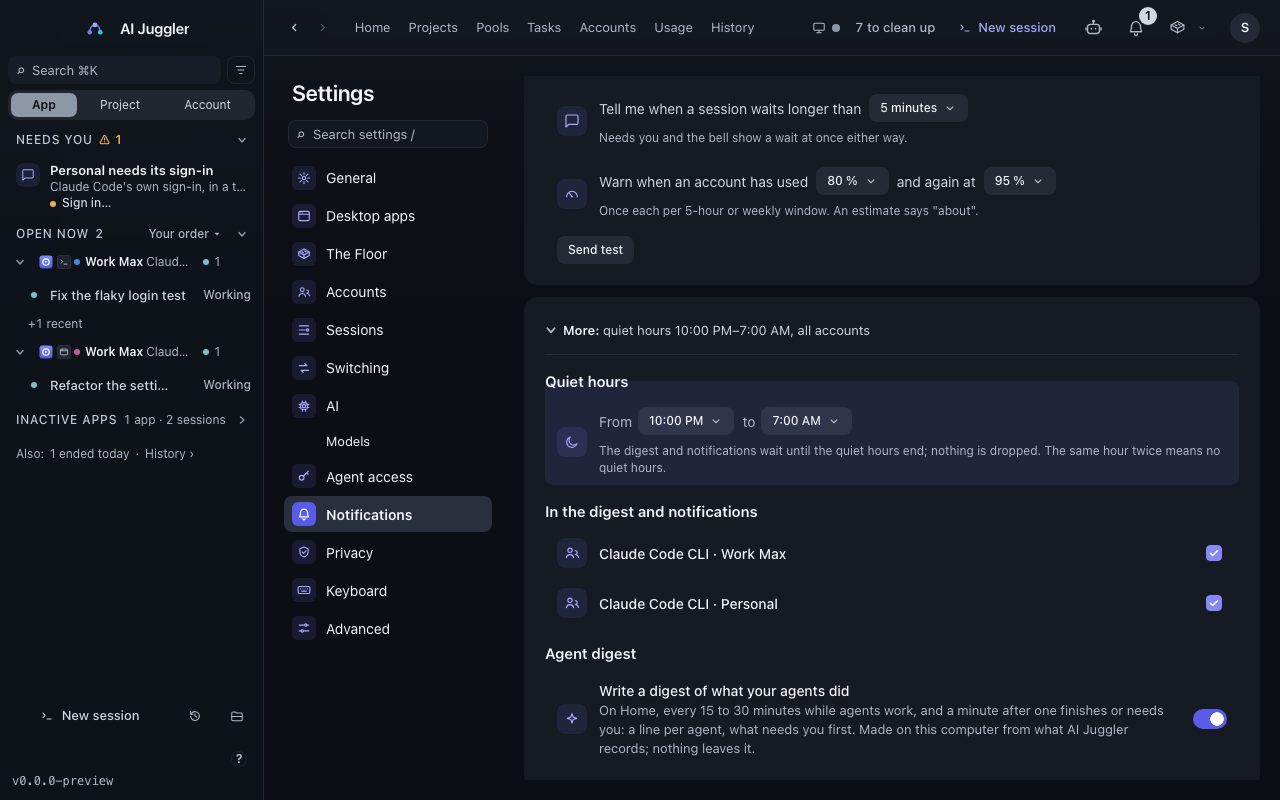 AI Juggler
Search ⌘K
App Project Account
NEEDS YOU 1
Personal needs its sign-in
Claude Code's own sign-in, in a t...
Sign in...
OPEN NOW 2 Your order
Work Max Claud... 1
Fix the flaky login test Working
+1 recent
Work Max Claud... 1
Refactor the setti... Working
INACTIVE APPS 1 app · 2 sessions
Also: 1 ended today · History ›
New session
?
v0.0.0-preview
Home Projects Pools Tasks Accounts Usage History
7 to clean up
New session
1
S
Settings
Search settings /
General
Desktop apps
The Floor
Accounts
Sessions
Switching
AI
Models
Agent access
Notifications
Privacy
Keyboard
Advanced
Tell me when a session waits longer than 5 minutes
Needs you and the bell show a wait at once either way.
Warn when an account has used 80 % and again at 95 %
Once each per 5-hour or weekly window. An estimate says "about".
Send test
More: quiet hours 10:00 PM–7:00 AM, all accounts
Quiet hours
From 10:00 PM to 7:00 AM
The digest and notifications wait until the quiet hours end; nothing is dropped. The same hour twice means no
quiet hours.
In the digest and notifications
Claude Code CLI · Work Max
Claude Code CLI · Personal
Agent digest
Write a digest of what your agents did
On Home, every 15 to 30 minutes while agents work, and a minute after one finishes or needs
you: a line per agent, what needs you first. Made on this computer from what AI Juggler
records; nothing leaves it.